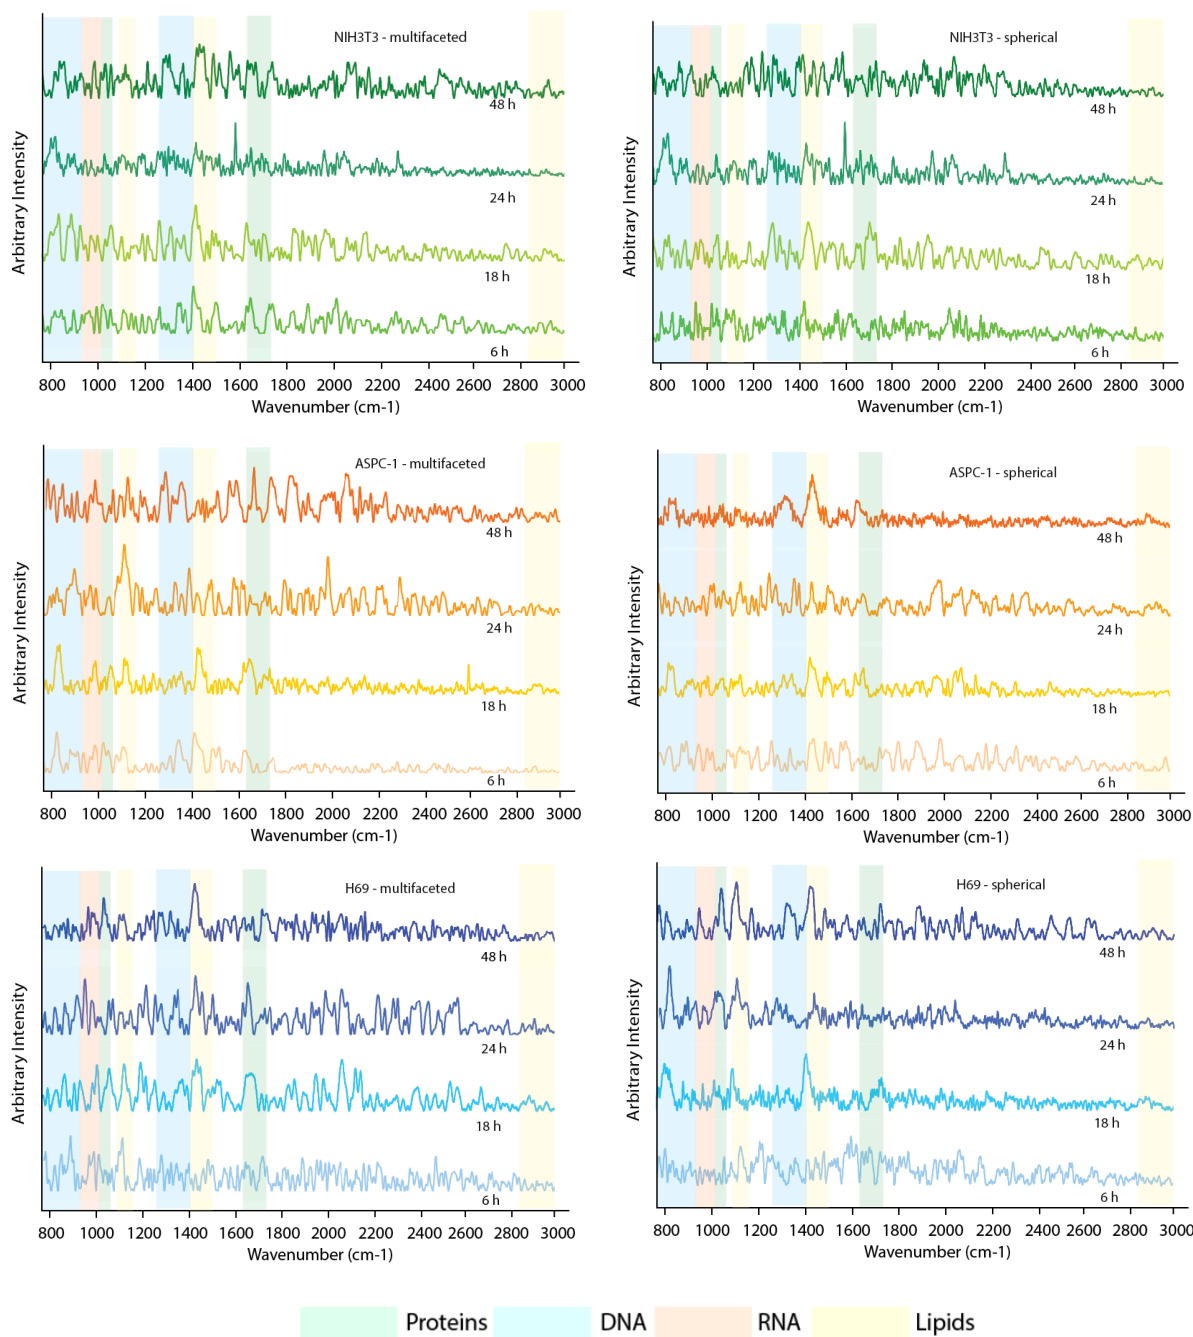 NIH3T3 - multifaceted
48 h
24 h
18 h
6 h
Arbitrary Intensity
800 1000 1200 1400 1600 1800 2000 2200 2400 2600 2800 3000
Wavenumber (cm-1)
NIH3T3 - spherical
48 h
24 h
18 h
6 h
Arbitrary Intensity
800 1000 1200 1400 1600 2000 2200 2400 2600 2800 3000
Wavenumber (cm-1)
ASPC-1 - multifaceted
48 h
24 h
18 h
6 h
Arbitrary Intensity
800 1000 1200 1400 1600 1800 2000 2200 2400 2600 2800 3000
Wavenumber (cm-1)
ASPC-1 - spherical
48 h
24 h
18 h
6 h
Arbitrary Intensity
800 1000 1200 1400 1600 1800 2000 2200 2400 2600 2800 3000
Wavenumber (cm-1)
H69 - multifaceted
48 h
24 h
18 h
6 h
Arbitrary Intensity
800 1000 1200 1400 1600 1800 2000 2200 2400 2600 2800 3000
Wavenumber (cm-1)
H69 - spherical
48 h
24 h
18 h
6 h
Arbitrary Intensity
800 1000 1200 1400 1600 1800 2000 2200 2400 2600 2800 3000
Wavenumber (cm-1)
Proteins DNA RNA Lipids